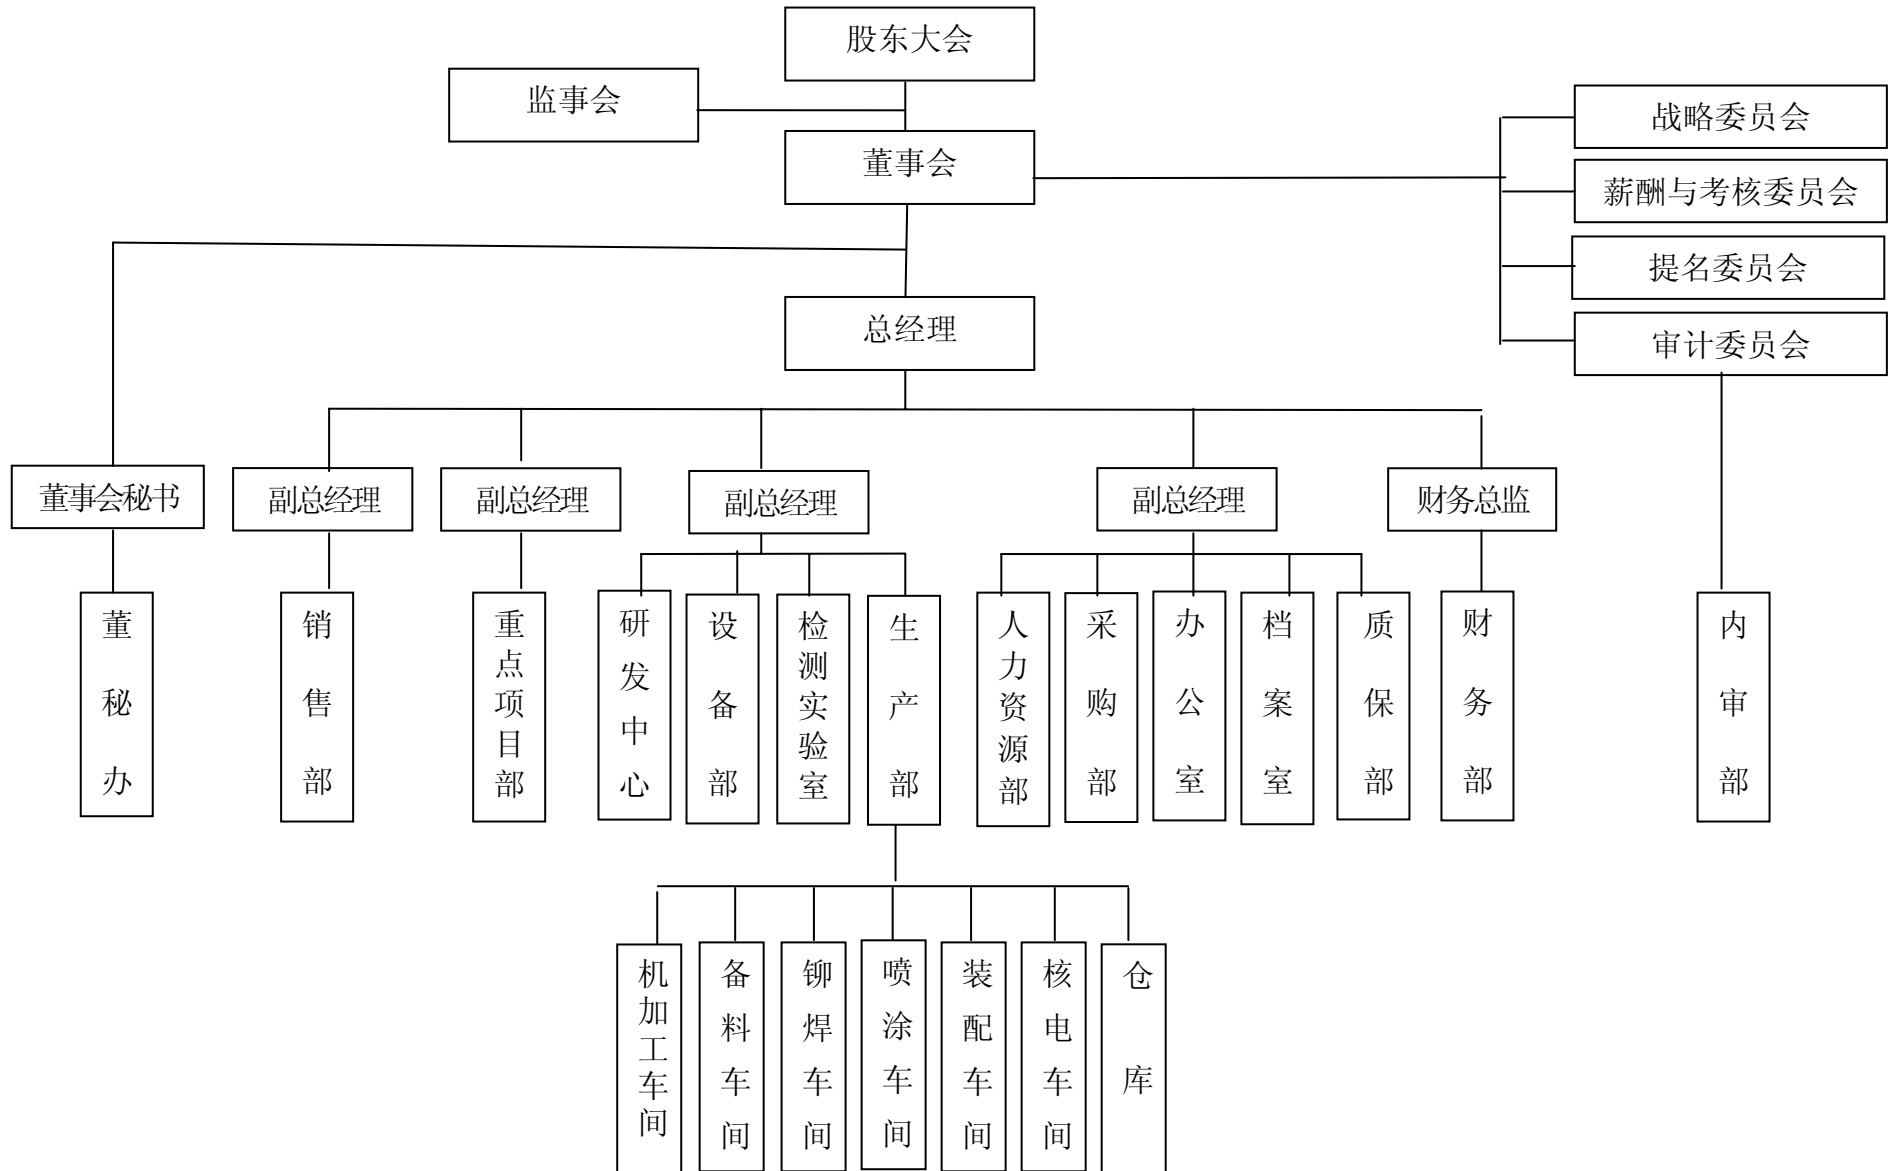 股东大会
监事会
董事会
战略委员会
薪酬与考核委员会
提名委员会
审计委员会
总经理
董事会秘书
副总经理
副总经理
副总经理
副总经理
财务总监
董秘办
销售部
重点项目部
研发中心
设备部
检测实验室
生产部
人力资源部
采购部
办公室
档案室
质保部
财务部
内审部
机加工车间
备料车间
铆焊车间
喷涂车间
装配车间
核电车间
仓库